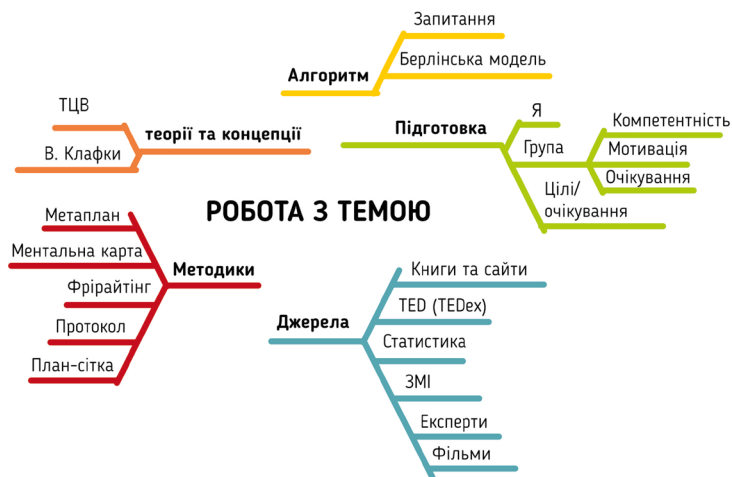 Запитання
Берлінська модель
Алгоритм
ТЦВ
В. Клафки
теорії та концепції
Підготовка
Я
Група
Компетентність
Мотивація
Очікування
Цілі/
очікування
РОБОТА З ТЕМОЮ
Метаплан
Ментальна карта
Фрірайтінг
Протокол
План-сітка
Методики
Джерела
Книги та сайти
TED (TEDex)
Статистика
ЗМІ
Експерти
Фільми